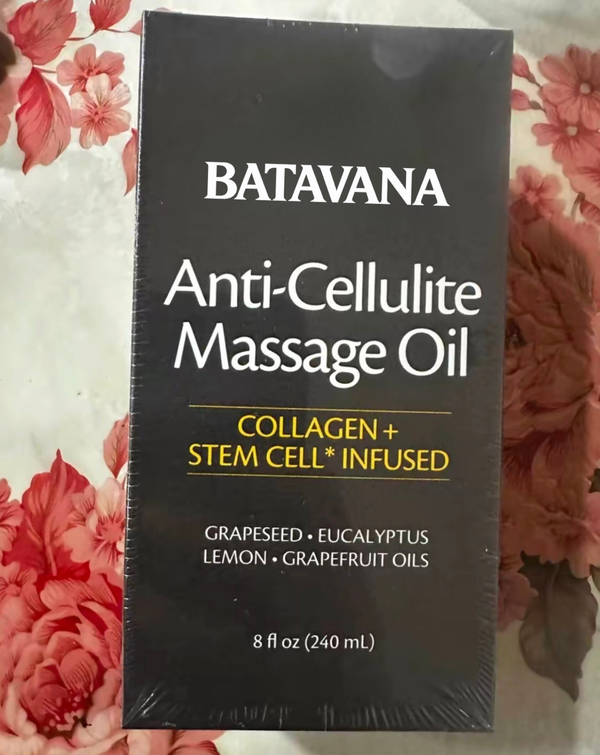 BATAVANA
Anti-Cellulite
Massage Oil
COLLAGEN +
STEM CELL* INFUSED
GRAPESEED • EUCALYPTUS
LEMON • GRAPEFRUIT OILS
8 fl oz (240 mL)